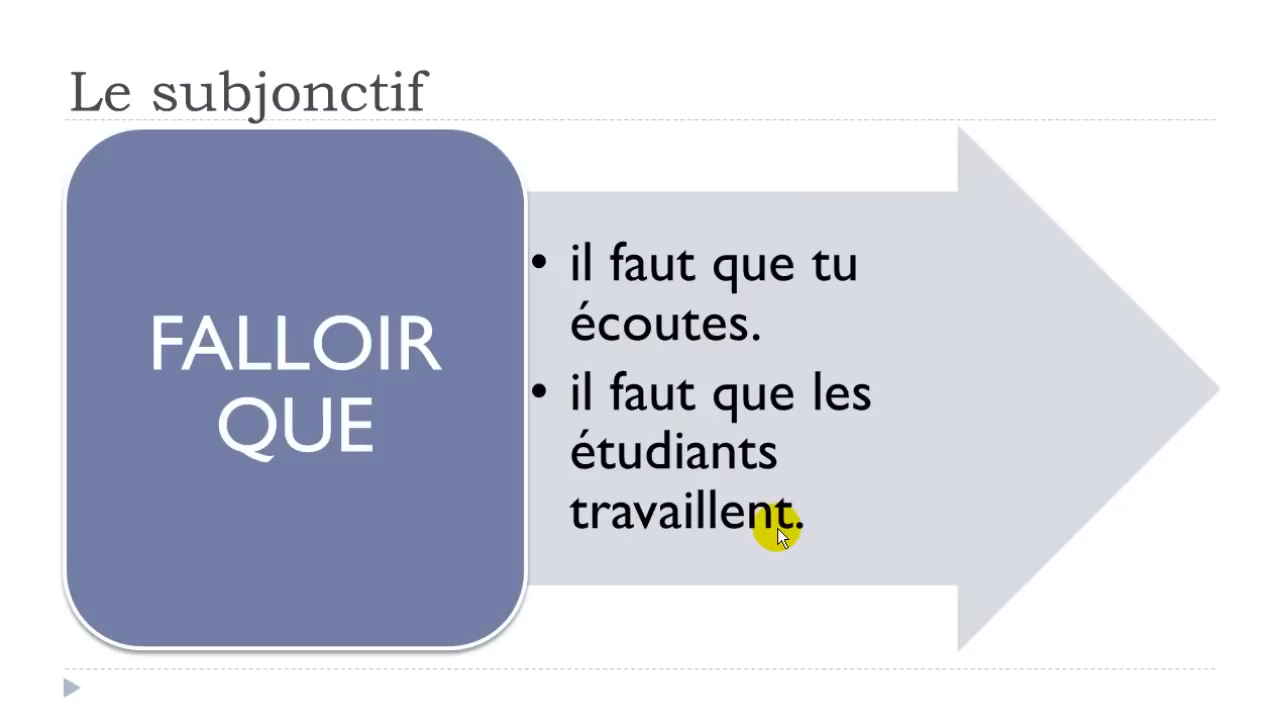 Le subjonctif
FALLOIR
QUE
• il faut que tu
écoutes.
• il faut que les
étudiants
travaillent.